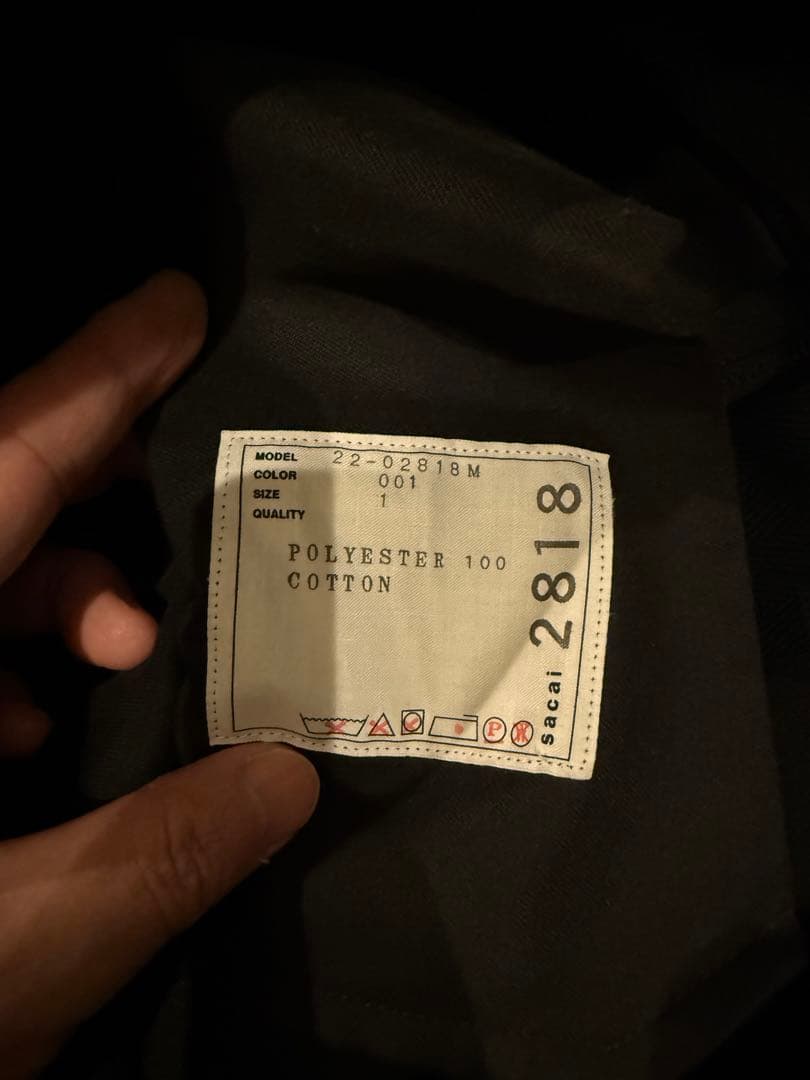 MODEL 22-02818M
COLOR 001
SIZE 1
QUALITY
POLYESTER 100
COTTON
sacai 2818
P